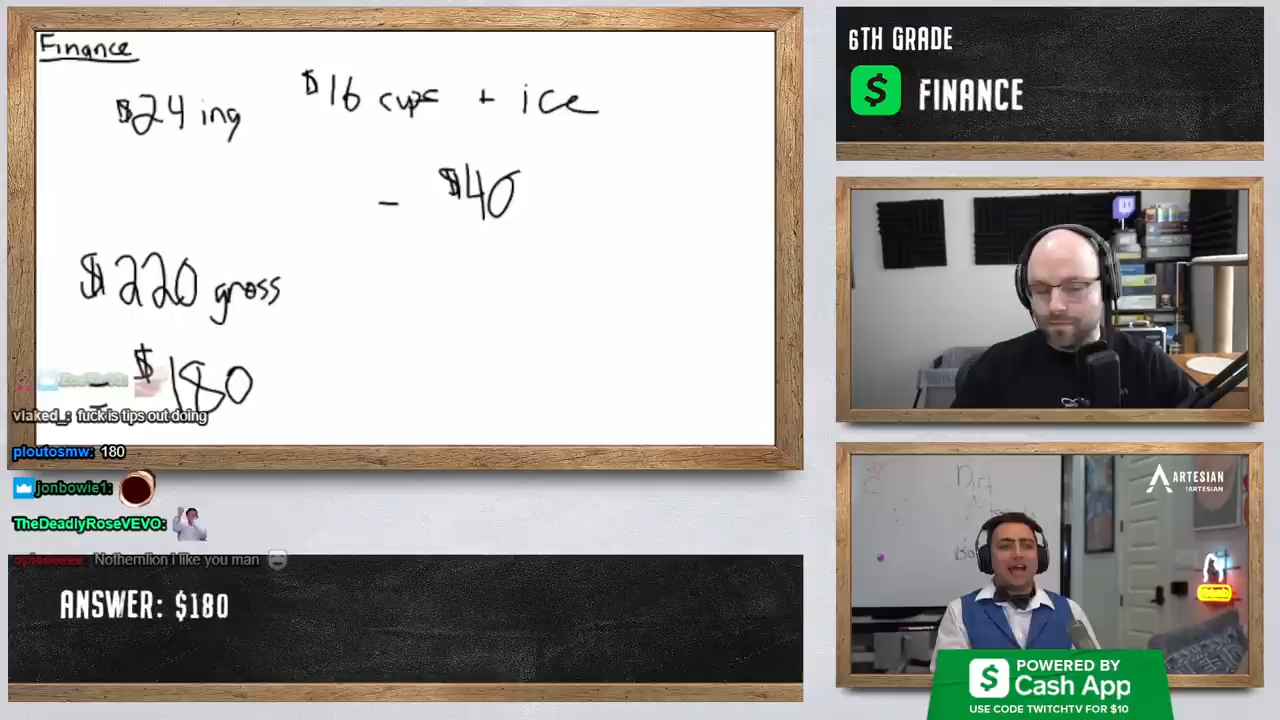 Finance
$24 ing
$16 cups + ice
- $40
$220 gross
- $180
vlaked_: fuck is tips out doing
ploutosmw: 180
jonbowie1:
TheDeadlyRoseVEVO:
Nothernlion i like you man
ANSWER: $180
6TH GRADE
$ FINANCE
Dirt
ARTESIAN
!ARTESIAN
$ POWERED BY
Cash App
USE CODE TWITCHTV FOR $10